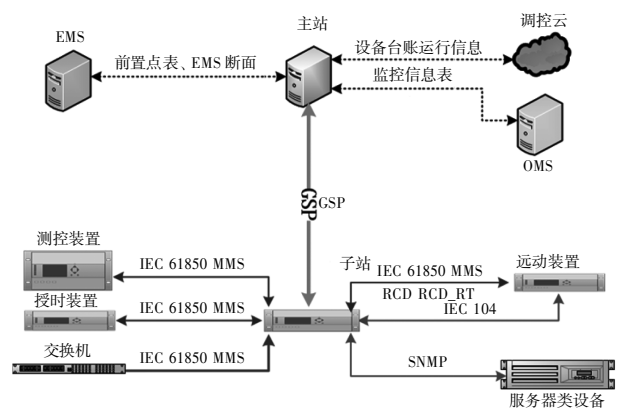 EMS
主站
调控云
前置点表、EMS 断面
设备台账运行信息
监控信息表
OMS
GSP
GSP
测控装置
IEC 61850 MMS
授时装置
IEC 61850 MMS
交换机
IEC 61850 MMS
子站
IEC 61850 MMS
远动装置
RCD RCD_RT
IEC 104
SNMP
服务器类设备